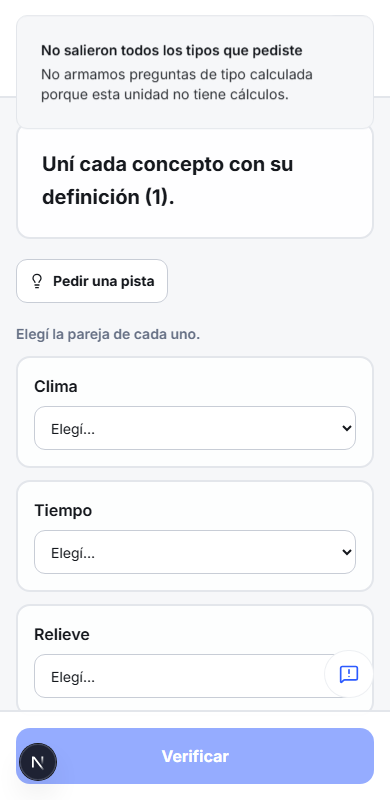 No salieron todos los tipos que pediste
No armamos preguntas de tipo calculada
porque esta unidad no tiene cálculos.
Uní cada concepto con su
definición (1).
Pedir una pista
Elegí la pareja de cada uno.
Clima
Elegí...
Tiempo
Elegí...
Relieve
Elegí...
Verificar
N